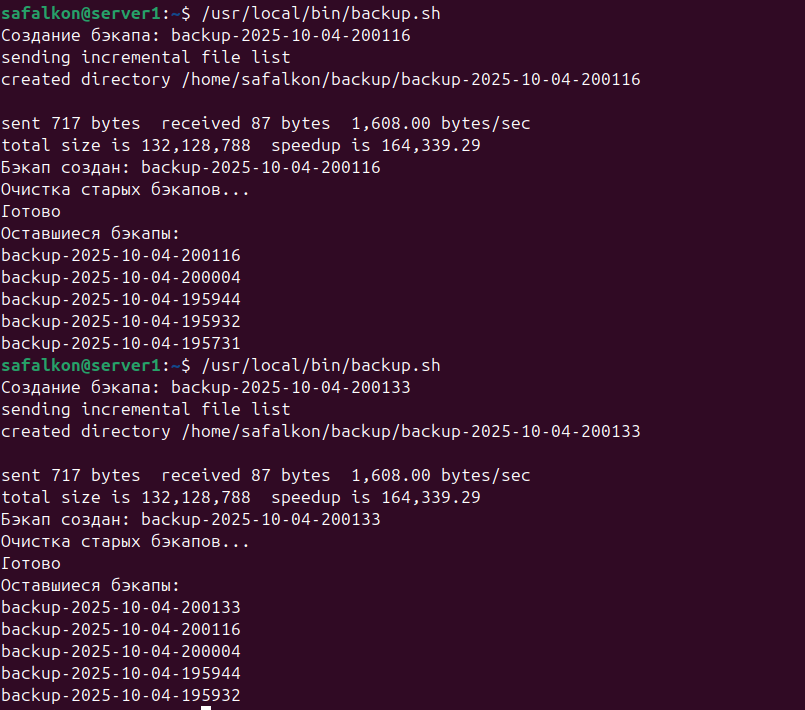 safalkon@server1:~$ /usr/local/bin/backup.sh
Создание бэкапа: backup-2025-10-04-200116
sending incremental file list
created directory /home/safalkon/backup/backup-2025-10-04-200116
sent 717 bytes  received 87 bytes  1,608.00 bytes/sec
total size is 132,128,788  speedup is 164,339.29
Бэкап создан: backup-2025-10-04-200116
Очистка старых бэкапов...
Готово
Оставшиеся бэкапы:
backup-2025-10-04-200116
backup-2025-10-04-200004
backup-2025-10-04-195944
backup-2025-10-04-195932
backup-2025-10-04-195731
safalkon@server1:~$ /usr/local/bin/backup.sh
Создание бэкапа: backup-2025-10-04-200133
sending incremental file list
created directory /home/safalkon/backup/backup-2025-10-04-200133
sent 717 bytes  received 87 bytes  1,608.00 bytes/sec
total size is 132,128,788  speedup is 164,339.29
Бэкап создан: backup-2025-10-04-200133
Очистка старых бэкапов...
Готово
Оставшиеся бэкапы:
backup-2025-10-04-200133
backup-2025-10-04-200116
backup-2025-10-04-200004
backup-2025-10-04-195944
backup-2025-10-04-195932